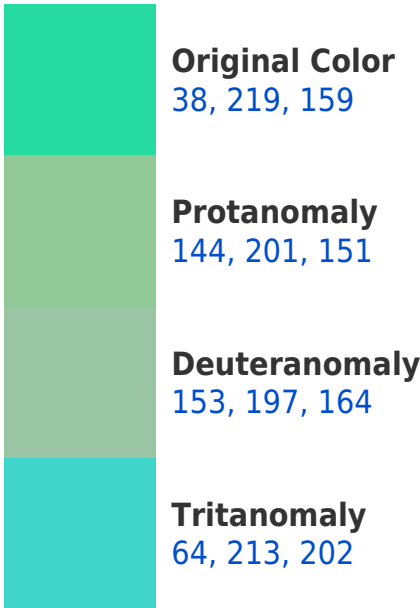 Original Color
38, 219, 159
Protanomaly
144, 201, 151
Deuteranomaly
153, 197, 164
Tritanomaly
64, 213, 202